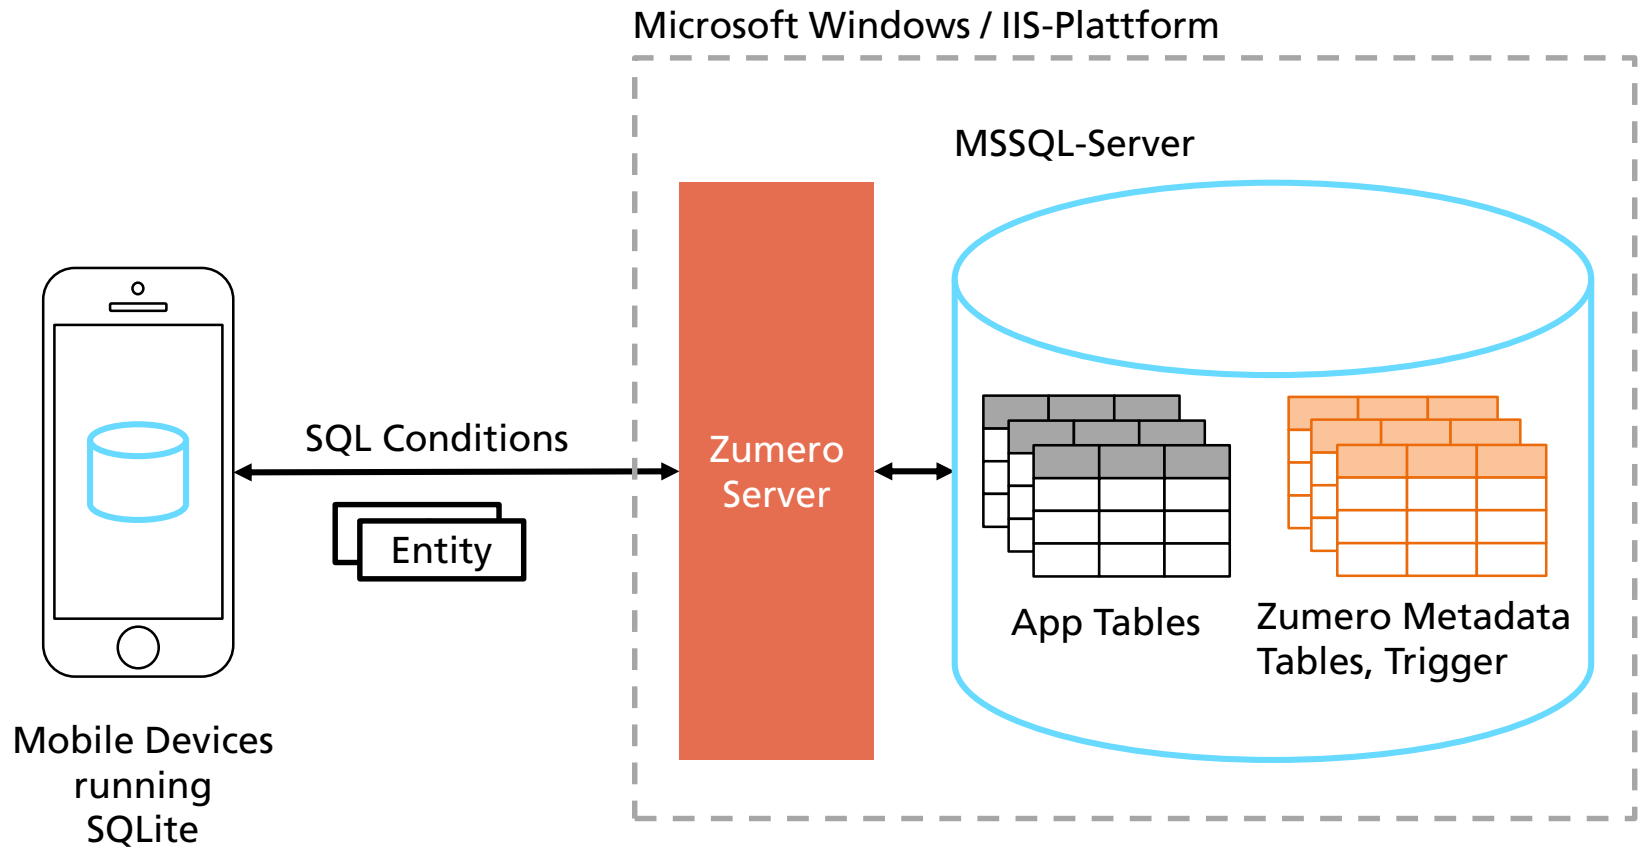 Microsoft Windows / IIS-Plattform
MSSQL-Server
SQL Conditions
Entity
Zumero
Server
App Tables
Zumero Metadata
Tables, Trigger
Mobile Devices
running
SQLite